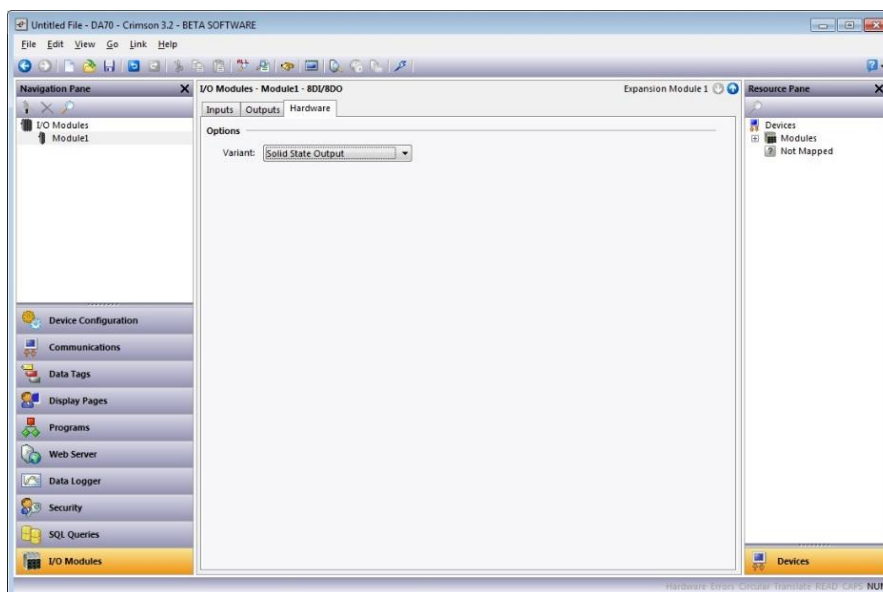 Untitled File - DA70 - Crimson 3.2 - BETA SOFTWARE
File Edit View Go Link Help
Navigation Pane
I/O Modules - Module1 - 8DI/8DO
Expansion Module 1
Resource Pane
I/O Modules
Module1
Inputs Outputs Hardware
Options
Variant: Solid State Output
Devices
Modules
Not Mapped
Device Configuration
Communications
Data Tags
Display Pages
Programs
Web Server
Data Logger
Security
SQL Queries
I/O Modules
Devices
Hardware Errors Circular Translate READ CAPS NUM